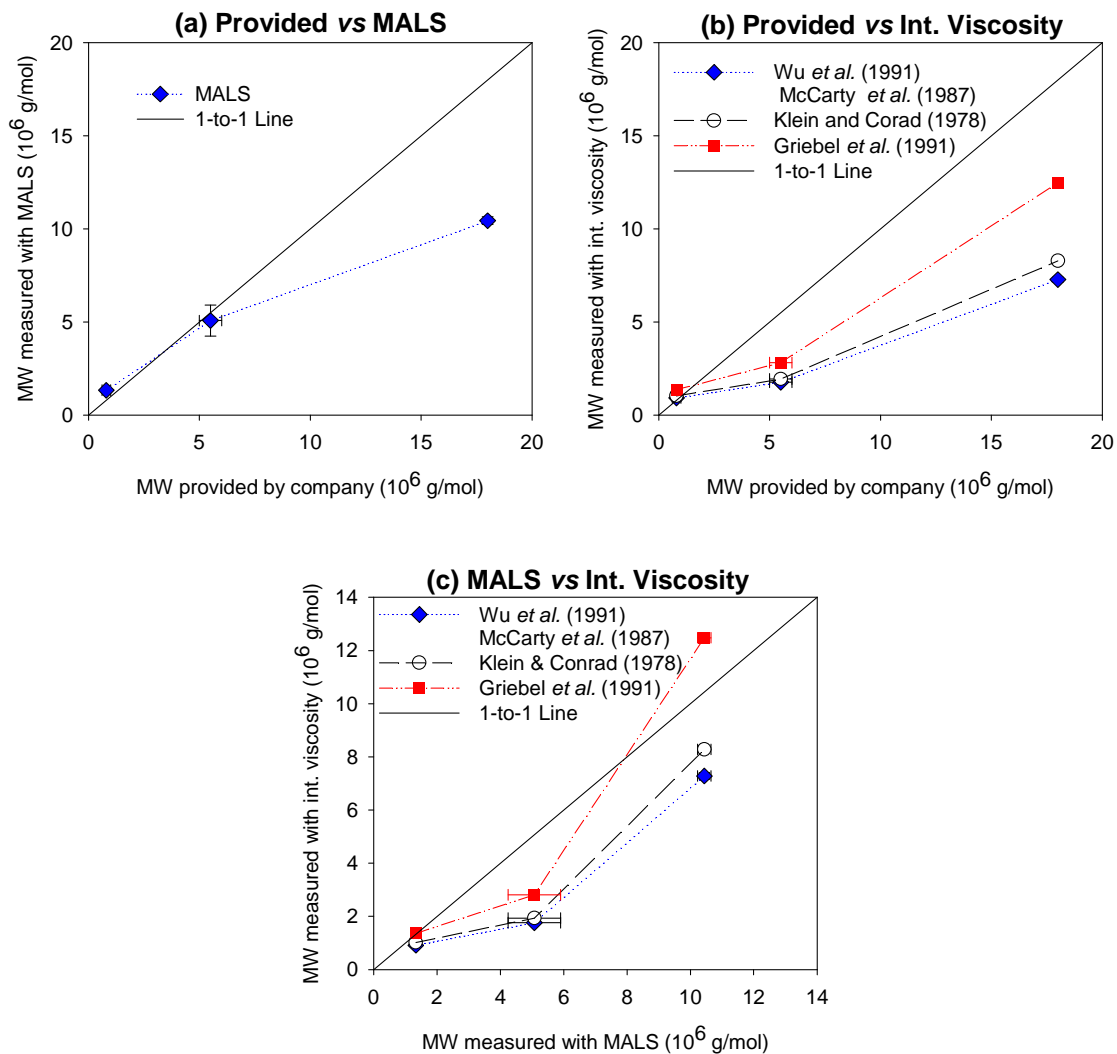 (a) Provided vs MALS
MW measured with MALS (10^6 g/mol)
20
15
10
5
0
MALS
1-to-1 Line
0 5 10 15 20
MW provided by company (10^6 g/mol)
(b) Provided vs Int. Viscosity
MW measured with int. viscosity (10^6 g/mol)
20
15
10
5
0
Wu et al. (1991)
McCarty et al. (1987)
Klein and Corad (1978)
Griebel et al. (1991)
1-to-1 Line
0 5 10 15 20
MW provided by company (10^6 g/mol)
(c) MALS vs Int. Viscosity
MW measured with int. viscosity (10^6 g/mol)
14
12
10
8
6
4
2
0
Wu et al. (1991)
McCarty et al. (1987)
Klein & Conrad (1978)
Griebel et al. (1991)
1-to-1 Line
0 2 4 6 8 10 12 14
MW measured with MALS (10^6 g/mol)